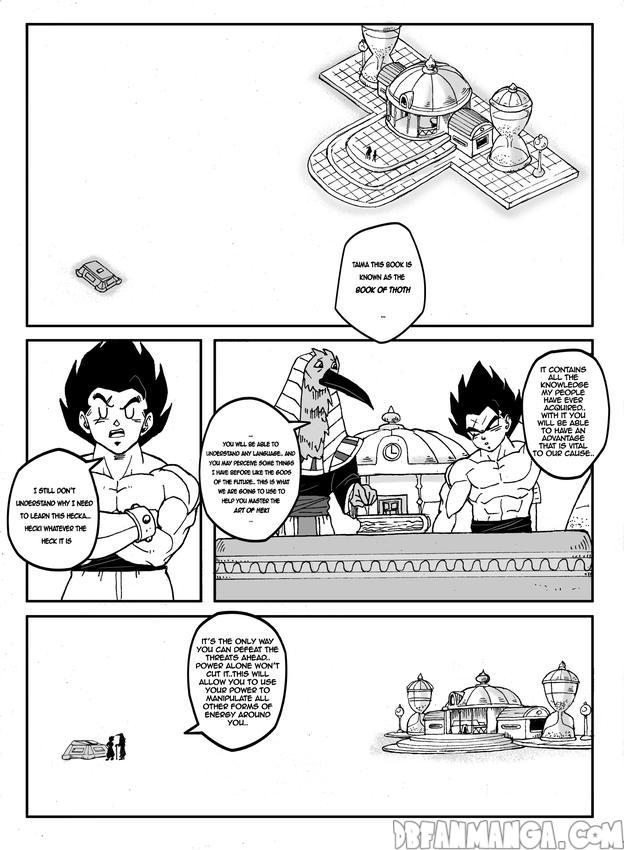 TAIMA THIS BOOK IS
KNOWN AS THE
BOOK OF THOTH
...
I STILL DON'T
UNDERSTAND WHY I NEED
TO LEARN THIS HECKA..
HECK! WHATEVER THE
HECK IT IS
IT CONTAINS
ALL THE
KNOWLEDGE
MY PEOPLE
HAVE EVER
ACQUIRED..
WITH IT YOU
WILL BE ABLE
TO HAVE AN
ADVANTAGE
THAT IS VITAL
TO OUR CAUSE..
...
YOU WILL BE ABLE TO
UNDERSTAND ANY LANGUAGE.. AND
YOU MAY PERCEIVE SOME THINGS
I HAVE BEFORE LIKE THE GODS
OF THE FUTURE.. THIS IS WHAT
WE ARE GOING TO USE TO
HELP YOU MASTER THE
ART OF HEKI
IT'S THE ONLY WAY
YOU CAN DEFEAT THE
THREATS AHEAD..
POWER ALONE WON'T
CUT IT..THIS WILL
ALLOW YOU TO USE
YOUR POWER TO
MANIPULATE ALL
OTHER FORMS OF
ENERGY AROUND
YOU..
DBFANMANGA.COM